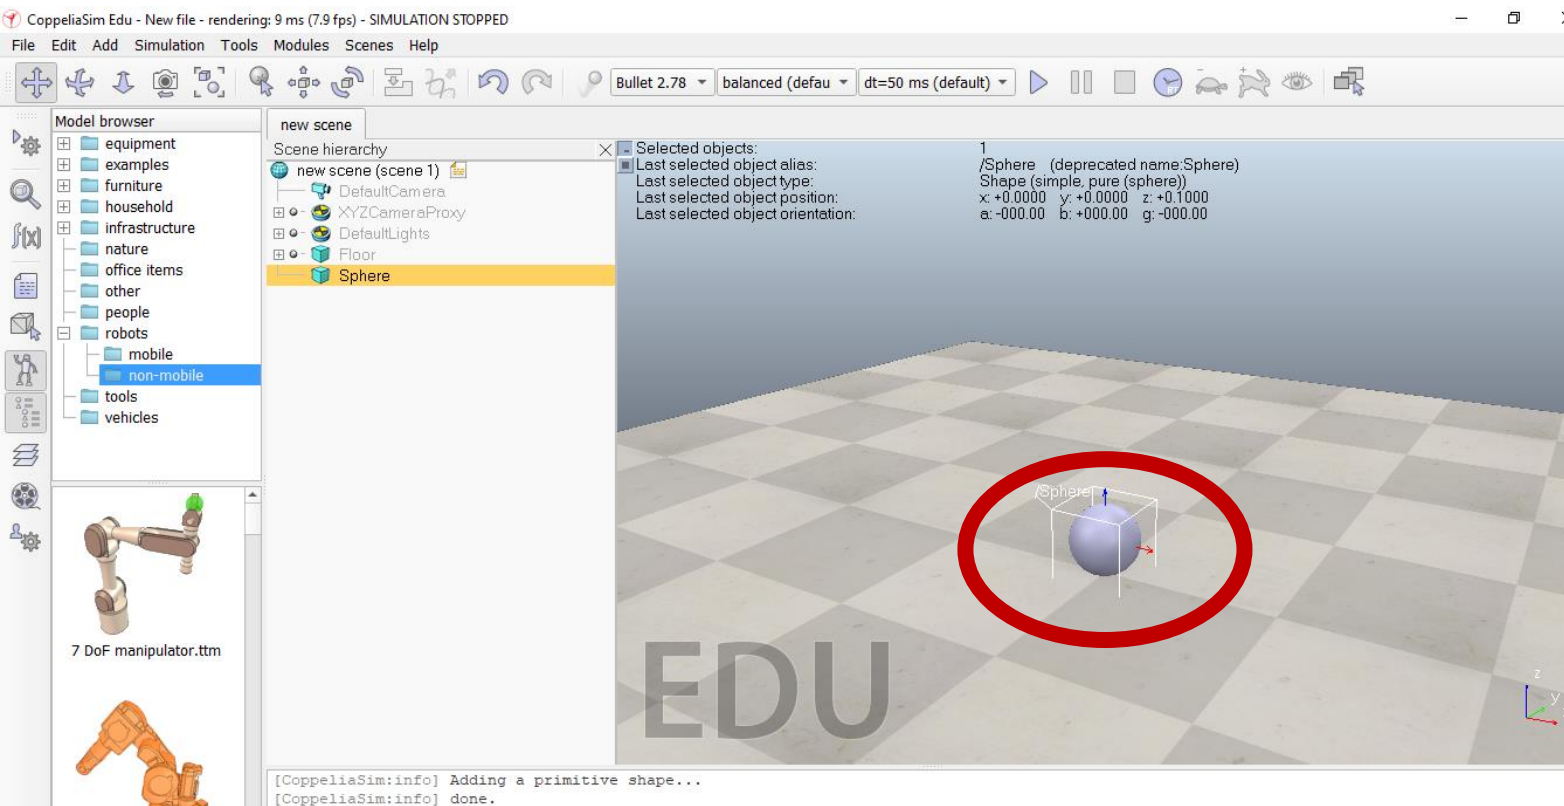 CoppeliaSim Edu - New file - rendering: 9 ms (7.9 fps) - SIMULATION STOPPED
File Edit Add Simulation Tools Modules Scenes Help
Bullet 2.78 balanced (defau dt=50 ms (default)
RT
Model browser
equipment
examples
furniture
household
infrastructure
nature
office items
other
people
robots
mobile
non-mobile
tools
vehicles
7 DoF manipulator.ttm
f(x)
new scene
Scene hierarchy
new scene (scene 1)
DefaultCamera
XYZCameraProxy
DefaultLights
Floor
Sphere
Selected objects: 1
Last selected object alias: /Sphere (deprecated name:Sphere)
Last selected object type: Shape (simple, pure (sphere))
Last selected object position: x: +0.0000 y: +0.0000 z: +0.1000
Last selected object orientation: a: -000.00 b: +000.00 g: -000.00
/Sphere
EDU
z
y
[CoppeliaSim:info] Adding a primitive shape...
[CoppeliaSim:info] done.